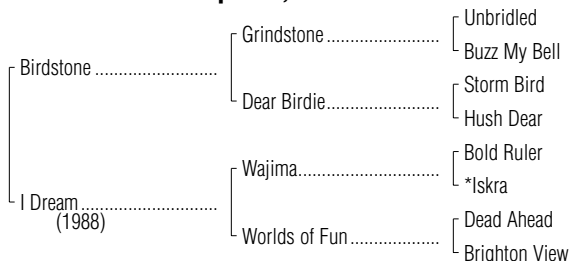 Birdstone
Grindstone
Unbridled
Buzz My Bell
Dear Birdie
Storm Bird
Hush Dear
I Dream
(1988)
Wajima
Bold Ruler
*Iskra
Worlds of Fun
Dead Ahead
Brighton View